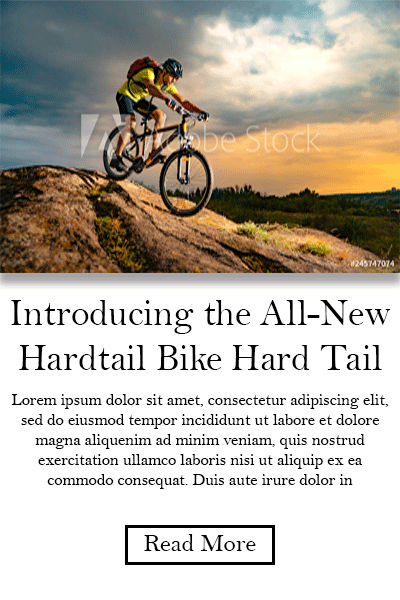 Adobe Stock
#245747074
Introducing the All-New
Hardtail Bike Hard Tail
Lorem ipsum dolor sit amet, consectetur adipiscing elit,
sed do eiusmod tempor incididunt ut labore et dolore
magna aliquenim ad minim veniam, quis nostrud
exercitation ullamco laboris nisi ut aliquip ex ea
commodo consequat. Duis aute irure dolor in
Read More